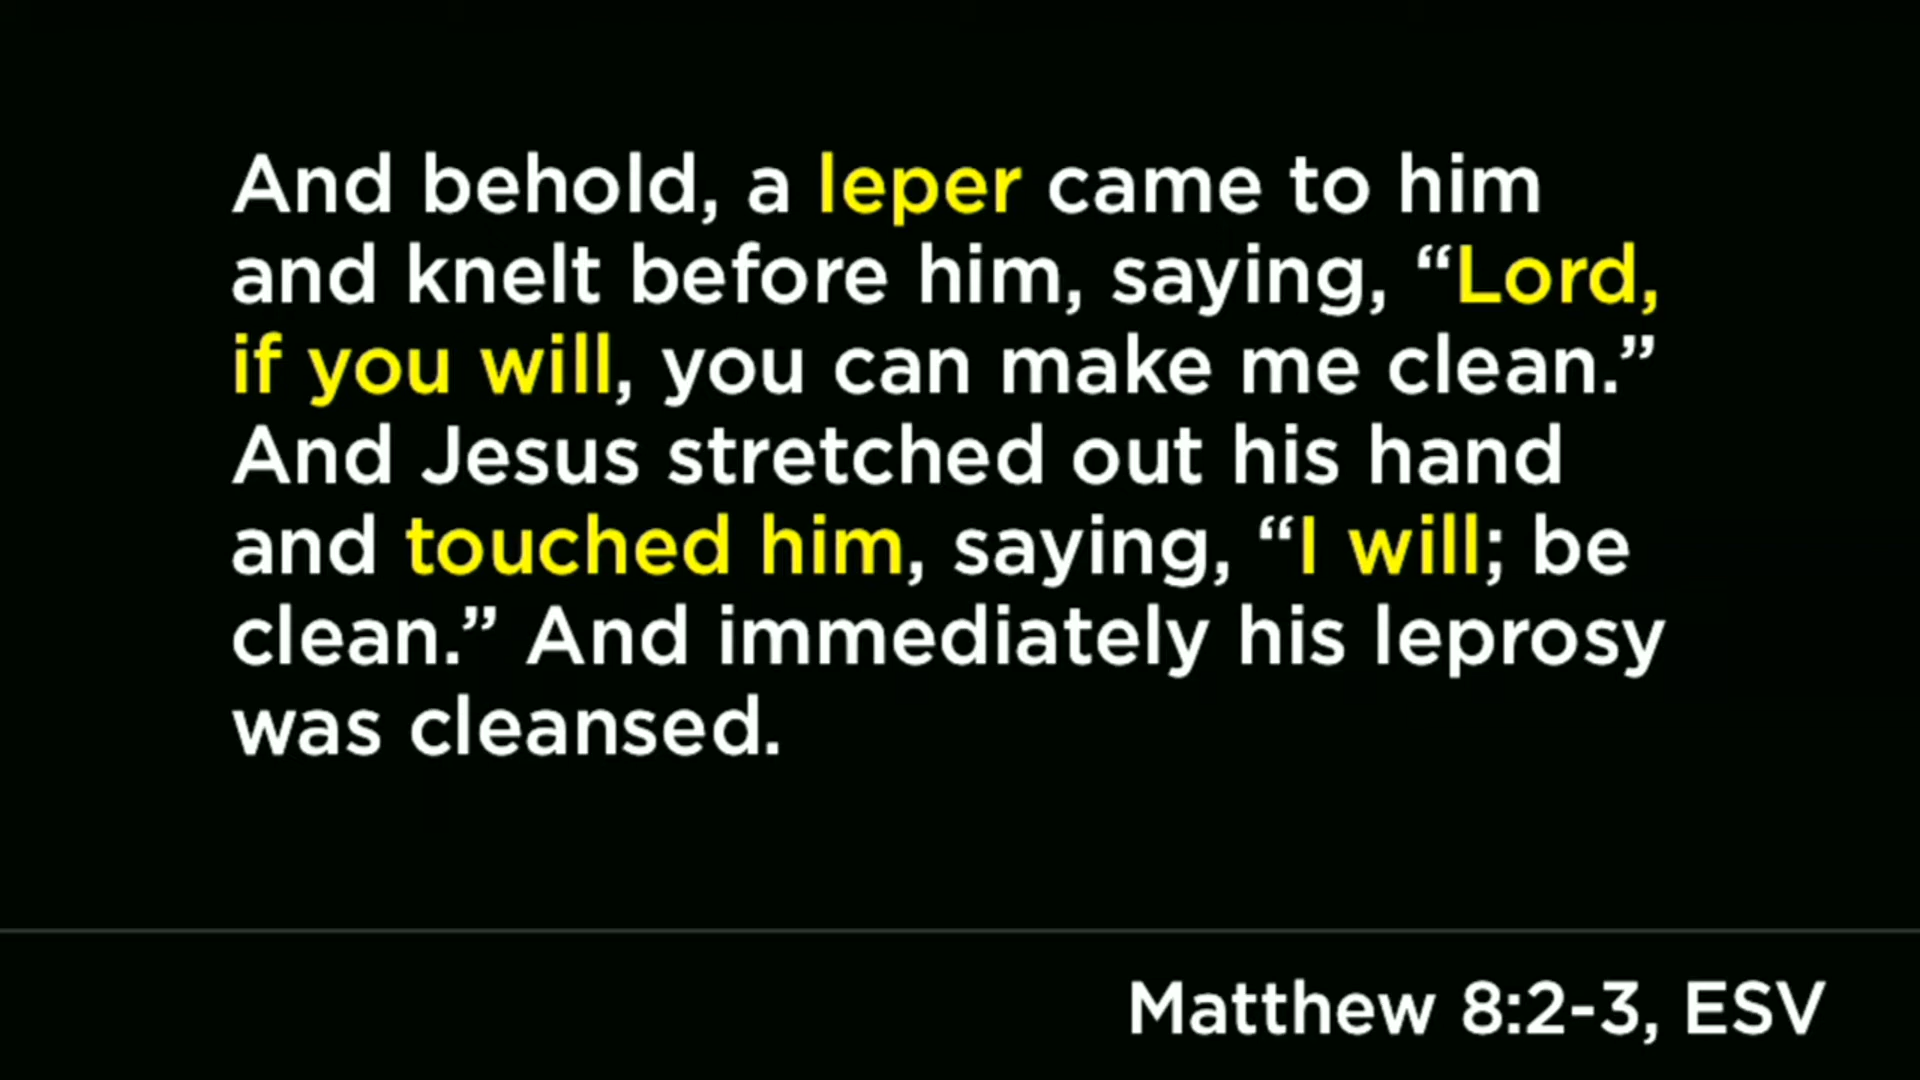 And behold, a leper came to him
and knelt before him, saying, “Lord,
if you will, you can make me clean.”
And Jesus stretched out his hand
and touched him, saying, “I will; be
clean.” And immediately his leprosy
was cleansed.
Matthew 8:2-3, ESV